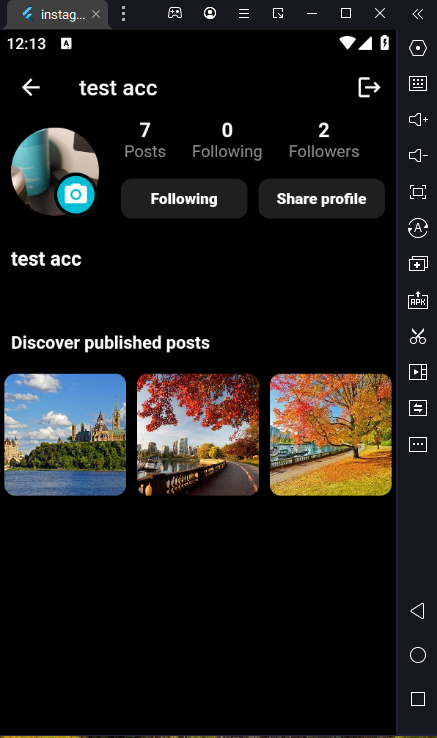 instag...
12:13 A
test acc
7 0 2
Posts Following Followers
Following Share profile
test acc
Discover published posts
A
APK